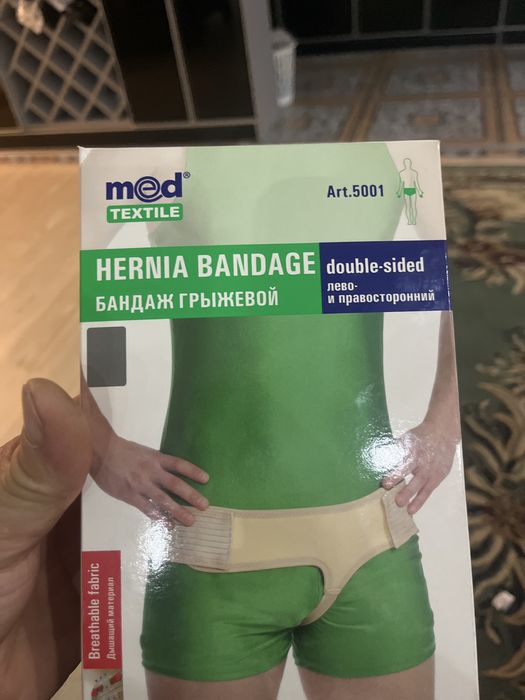 med®
TEXTILE
Art.5001
HERNIA BANDAGE
БАНДАЖ ГРЫЖЕВОЙ
double-sided
лево-
и правосторонний
Breathable fabric
Дышащий материал